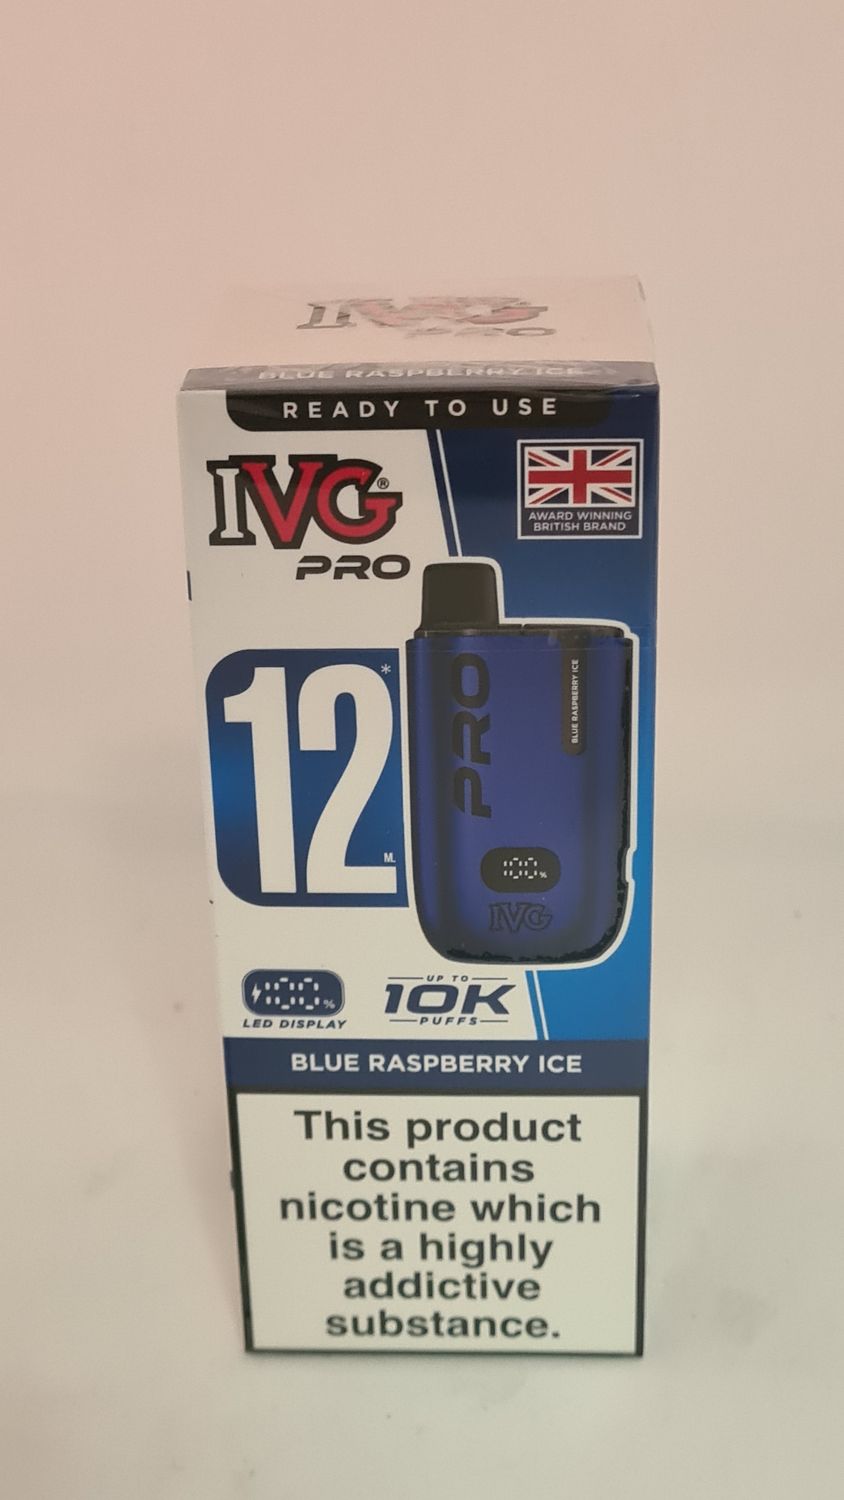 IVG
PRO
BLUE RASPBERRY ICE
READY TO USE
IVG®
PRO
AWARD WINNING
BRITISH BRAND
12*
M.
PRO
BLUE RASPBERRY ICE
100%
IVG
100%
LED DISPLAY
UP TO
10K
PUFFS
BLUE RASPBERRY ICE
This product
contains
nicotine which
is a highly
addictive
substance.